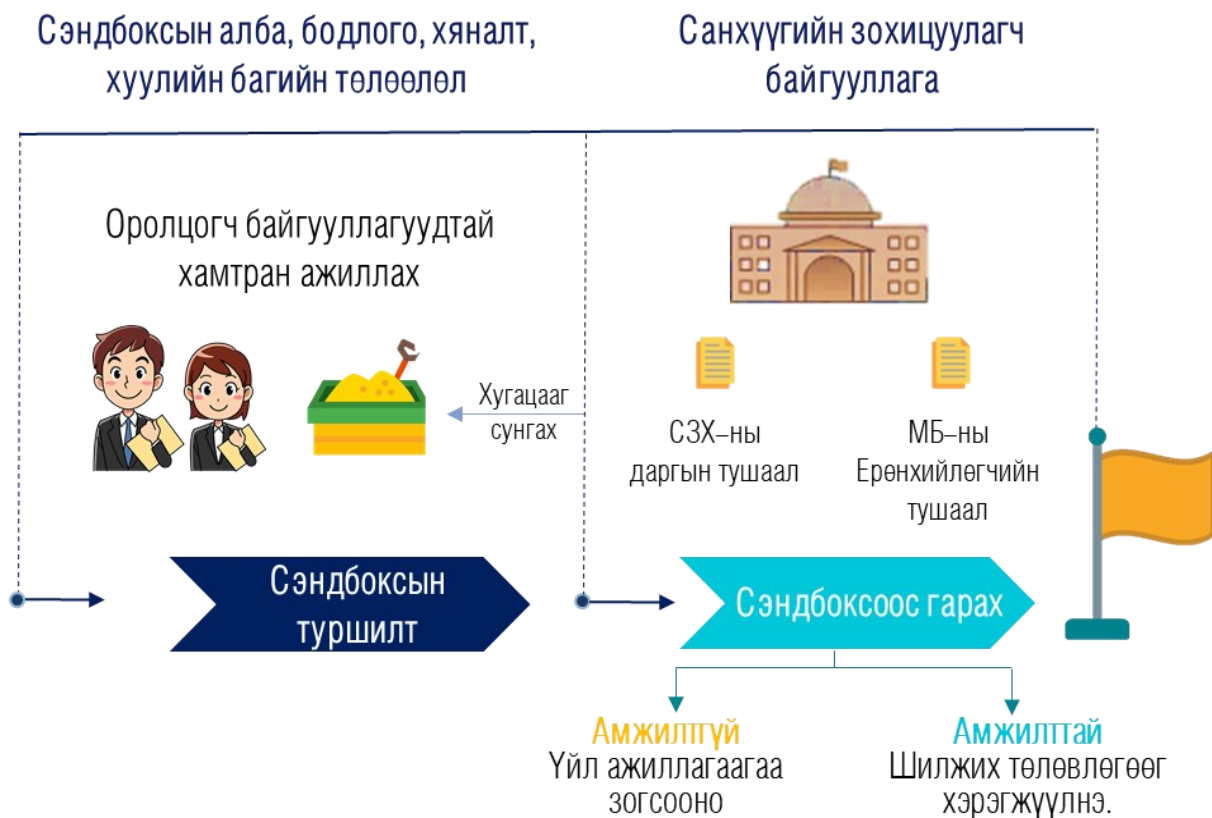 Сэндбоксын алба, бодлого, хяналт,
хуулийн багийн төлөөлөл
Санхүүгийн зохицуулагч
байгууллага
Оролцогч байгууллагуудтай
хамтран ажиллах
Хугацааг
сунгах
СЗХ–ны
даргын тушаал
МБ–ны
Ерөнхийлөгчийн
тушаал
Сэндбоксын
туршилт
Сэндбоксоос гарах
Амжилтгүй
Үйл ажиллагаагаа
зогсооно
Амжилттай
Шилжих төлөвлөгөөг
хэрэгжүүлнэ.